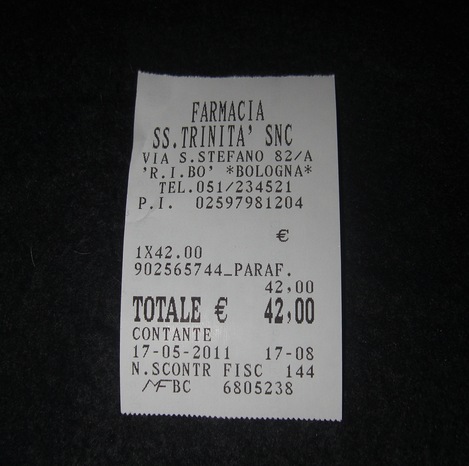 FARMACIA
SS.TRINITA' SNC
VIA S.STEFANO 82/A
'R.I.BO' *BOLOGNA*
TEL.051/234521
P.I. 02597981204
€
1X42.00
902565744_PARAF.
42,00
TOTALE € 42,00
CONTANTE
17-05-2011 17-08
N.SCONTR FISC 144
MF BC 6805238